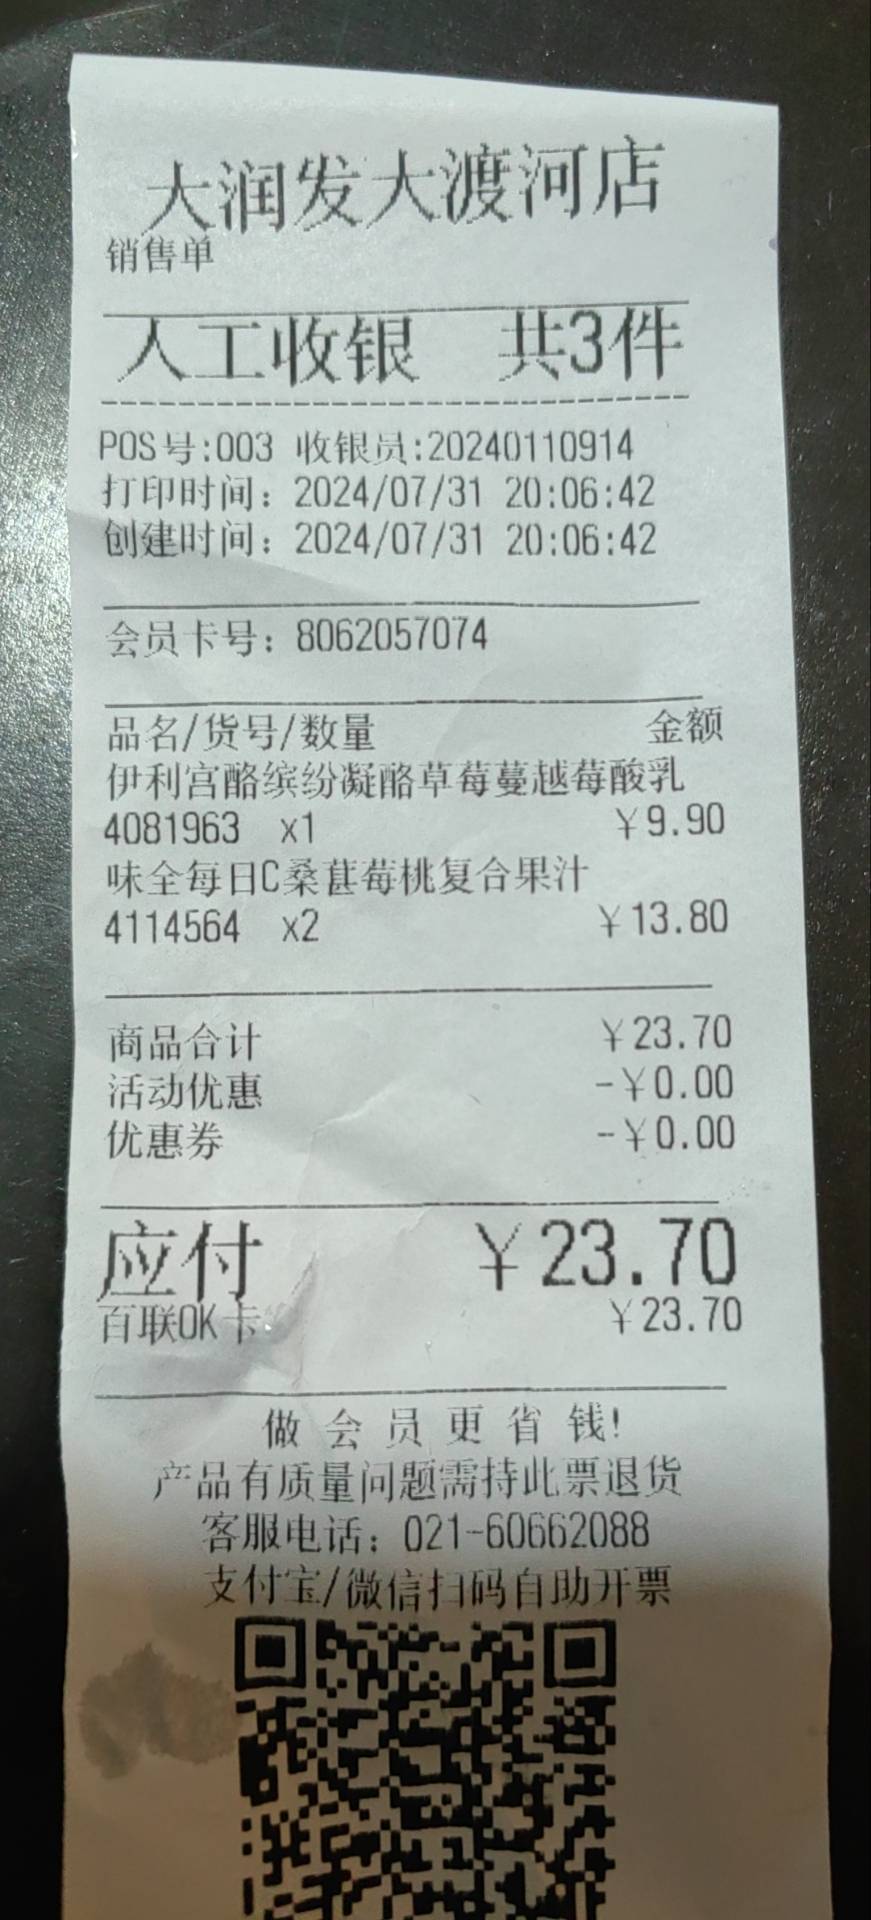 大润发大渡河店
销售单
人工收银 共3件
POS号:003 收银员:20240110914
打印时间：2024/07/31 20:06:42
创建时间：2024/07/31 20:06:42
会员卡号：8062057074
品名/货号/数量 金额
伊利宫酪缤纷凝酪草莓蔓越莓酸乳
4081963 x1 ￥9.90
味全每日C桑葚莓桃复合果汁
4114564 x2 ￥13.80
商品合计 ￥23.70
活动优惠 -￥0.00
优惠券 -￥0.00
应付 ￥23.70
百联OK卡 ￥23.70
做会员更省钱!
产品有质量问题需持此票退货
客服电话：021-60662088
支付宝/微信扫码自助开票